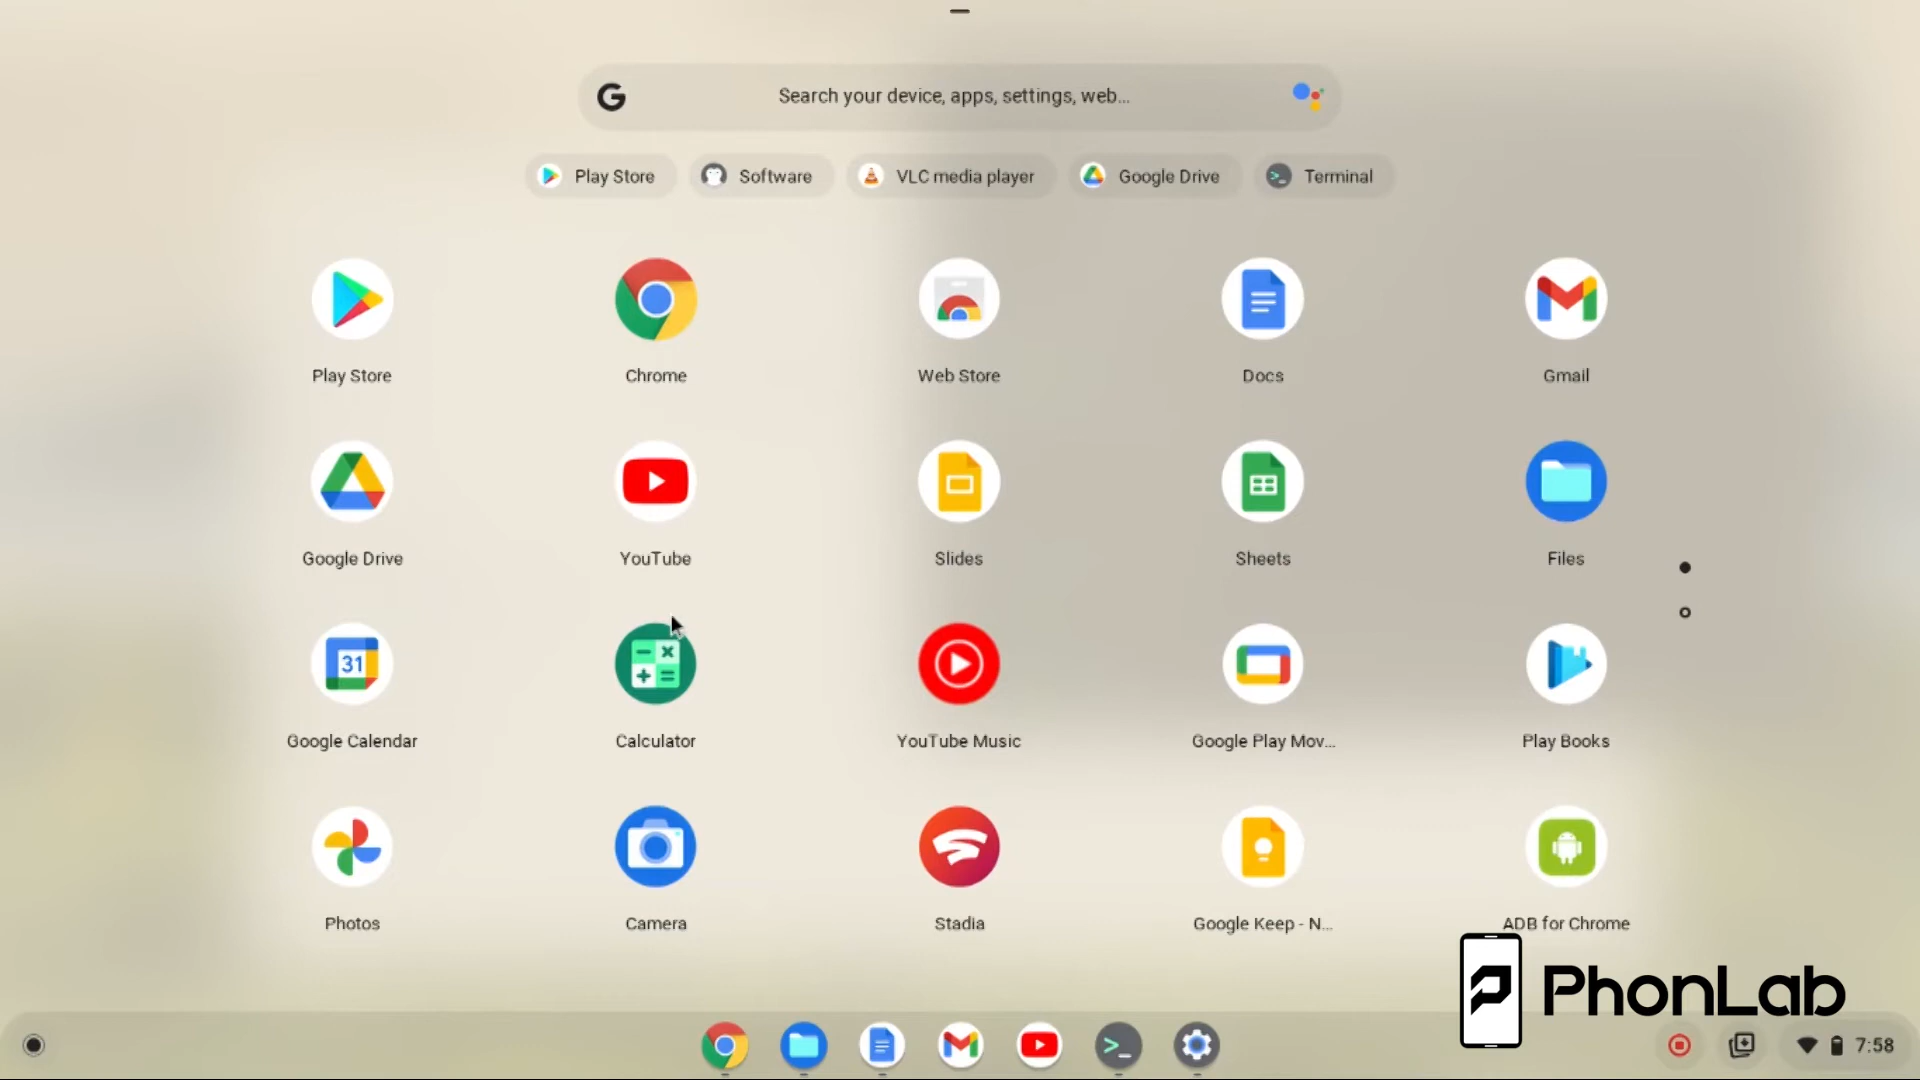 Search your device, apps, settings, web...
Play Store Software VLC media player Google Drive Terminal
Play Store Chrome Web Store Docs Gmail
Google Drive YouTube Slides Sheets Files
31
Google Calendar Calculator YouTube Music Google Play Mov... Play Books
Photos Camera Stadia Google Keep - N... ADB for Chrome
PhonLab
7:58